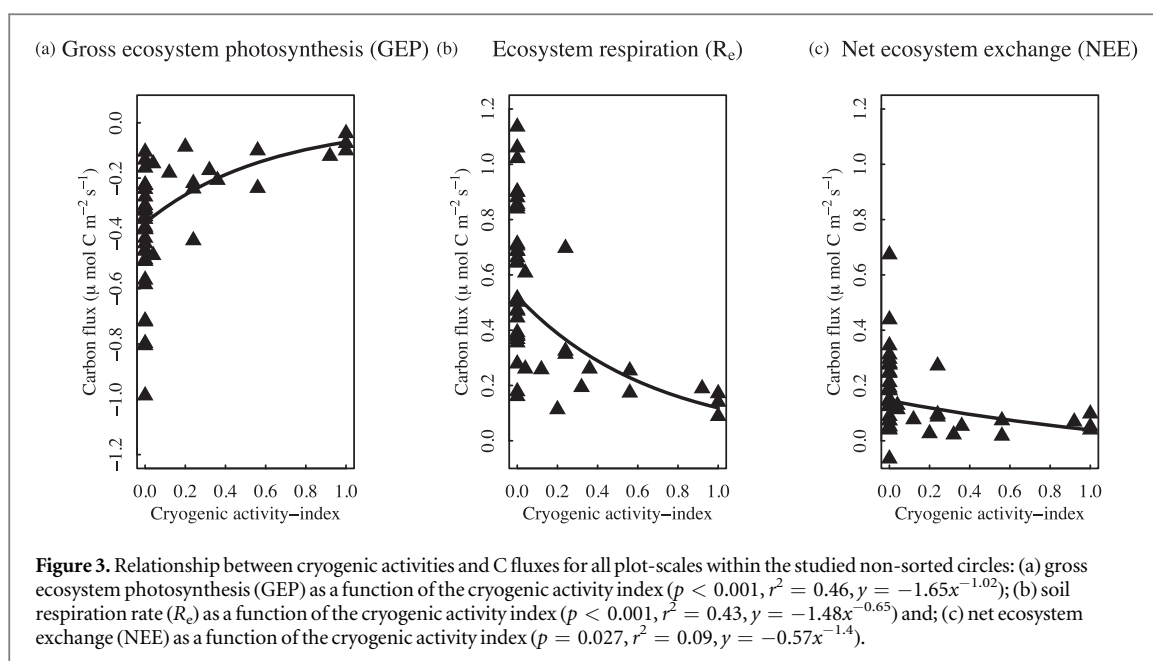 (a) Gross ecosystem photosynthesis (GEP)
(b) Ecosystem respiration (Re)
(c) Net ecosystem exchange (NEE)
Carbon flux (μ mol C m−2 s−1)
0.0
−0.2
−0.4
−0.6
−0.8
−1.0
−1.2
0.0 0.2 0.4 0.6 0.8 1.0
Cryogenic activity–index
Carbon flux (μ mol C m−2 s−1)
1.2
1.0
0.8
0.6
0.4
0.2
0.0
0.0 0.2 0.4 0.6 0.8 1.0
Cryogenic activity–index
Carbon flux (μ mol C m−2 s−1)
1.2
1.0
0.8
0.6
0.4
0.2
0.0
0.0 0.2 0.4 0.6 0.8 1.0
Cryogenic activity–index
Figure 3. Relationship between cryogenic activities and C fluxes for all plot-scales within the studied non-sorted circles: (a) gross
ecosystem photosynthesis (GEP) as a function of the cryogenic activity index (p < 0.001, r² = 0.46, y = −1.65x^−1.02); (b) soil
respiration rate (Re) as a function of the cryogenic activity index (p < 0.001, r² = 0.43, y = −1.48x^−0.65) and; (c) net ecosystem
exchange (NEE) as a function of the cryogenic activity index (p = 0.027, r² = 0.09, y = −0.57x^−1.4).